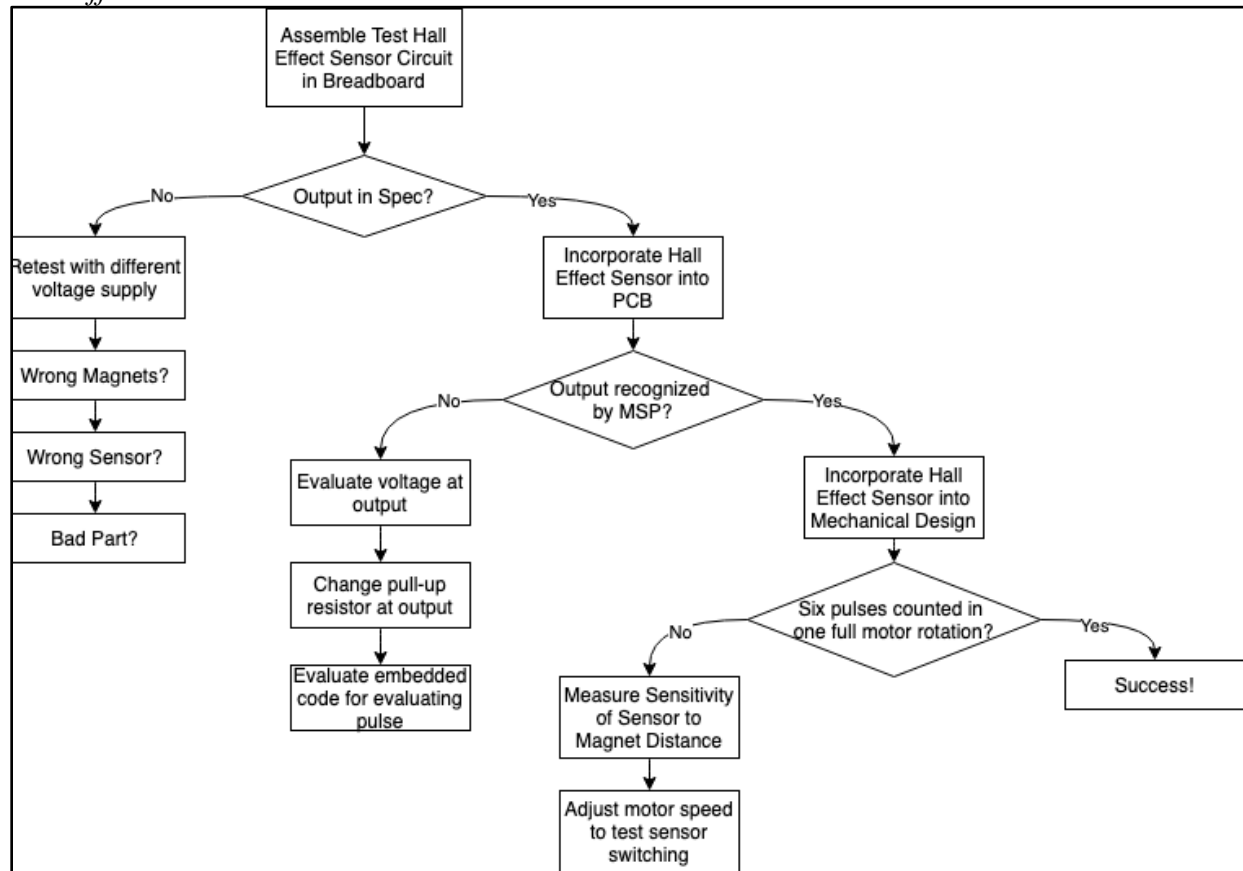 Assemble Test Hall
Effect Sensor Circuit
in Breadboard
Output in Spec?
No
Yes
Retest with different
voltage supply
Wrong Magnets?
Wrong Sensor?
Bad Part?
Incorporate Hall
Effect Sensor into
PCB
Output recognized
by MSP?
No
Yes
Evaluate voltage at
output
Change pull-up
resistor at output
Evaluate embedded
code for evaluating
pulse
Incorporate Hall
Effect Sensor into
Mechanical Design
Six pulses counted in
one full motor rotation?
No
Yes
Measure Sensitivity
of Sensor to
Magnet Distance
Adjust motor speed
to test sensor
switching
Success!